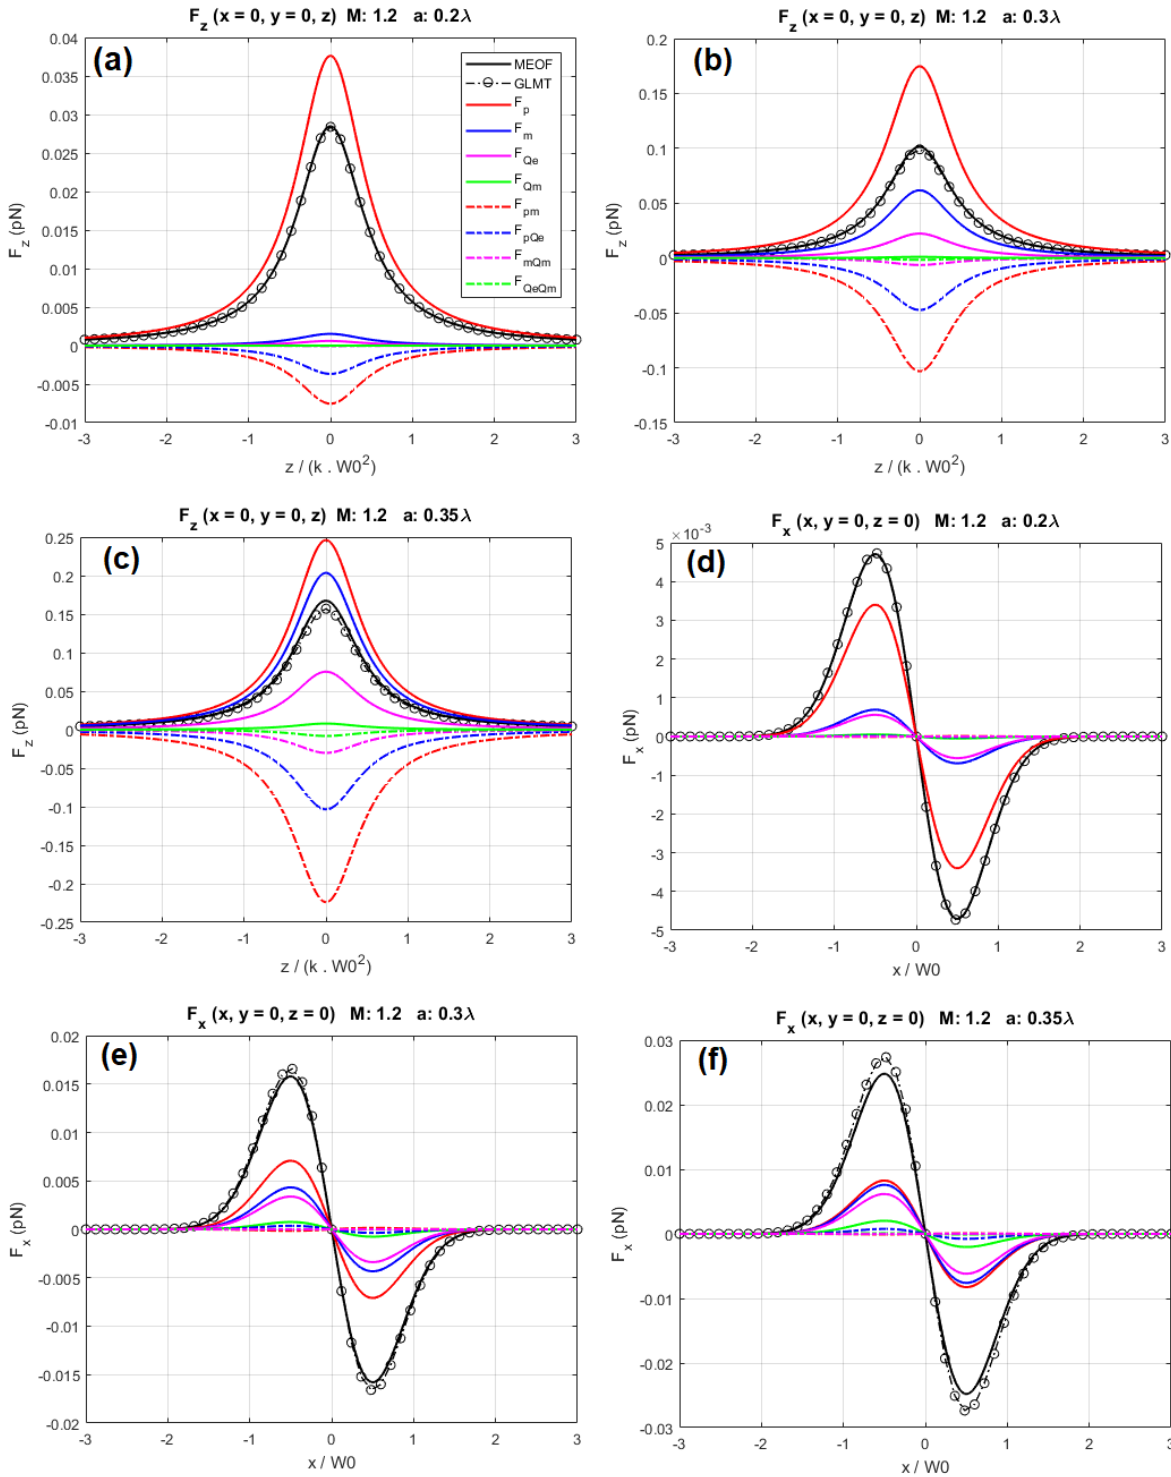 F_z (x = 0, y = 0, z)  M: 1.2  a: 0.2λ
(a)
MEOF
GLMT
F_p
F_m
F_Qe
F_Qm
F_pm
F_pQe
F_mQm
F_QeQm
0.04
0.035
0.03
0.025
0.02
0.015
0.01
0.005
0
-0.005
-0.01
F_z (pN)
-3 -2 -1 0 1 2 3
z / (k . W0²)
F_z (x = 0, y = 0, z)  M: 1.2  a: 0.3λ
(b)
0.2
0.15
0.1
0.05
0
-0.05
-0.1
-0.15
F_z (pN)
-3 -2 -1 0 1 2 3
z / (k . W0²)
F_z (x = 0, y = 0, z)  M: 1.2  a: 0.35λ
(c)
0.25
0.2
0.15
0.1
0.05
0
-0.05
-0.1
-0.15
-0.2
-0.25
F_z (pN)
-3 -2 -1 0 1 2 3
z / (k . W0²)
F_x (x, y = 0, z = 0)  M: 1.2  a: 0.2λ
×10⁻³
(d)
5
4
3
2
1
0
-1
-2
-3
-4
-5
F_x (pN)
-3 -2 -1 0 1 2 3
x / W0
F_x (x, y = 0, z = 0)  M: 1.2  a: 0.3λ
(e)
0.02
0.015
0.01
0.005
0
-0.005
-0.01
-0.015
-0.02
F_x (pN)
-3 -2 -1 0 1 2 3
x / W0
F_x (x, y = 0, z = 0)  M: 1.2  a: 0.35λ
(f)
0.03
0.02
0.01
0
-0.01
-0.02
-0.03
F_x (pN)
-3 -2 -1 0 1 2 3
x / W0